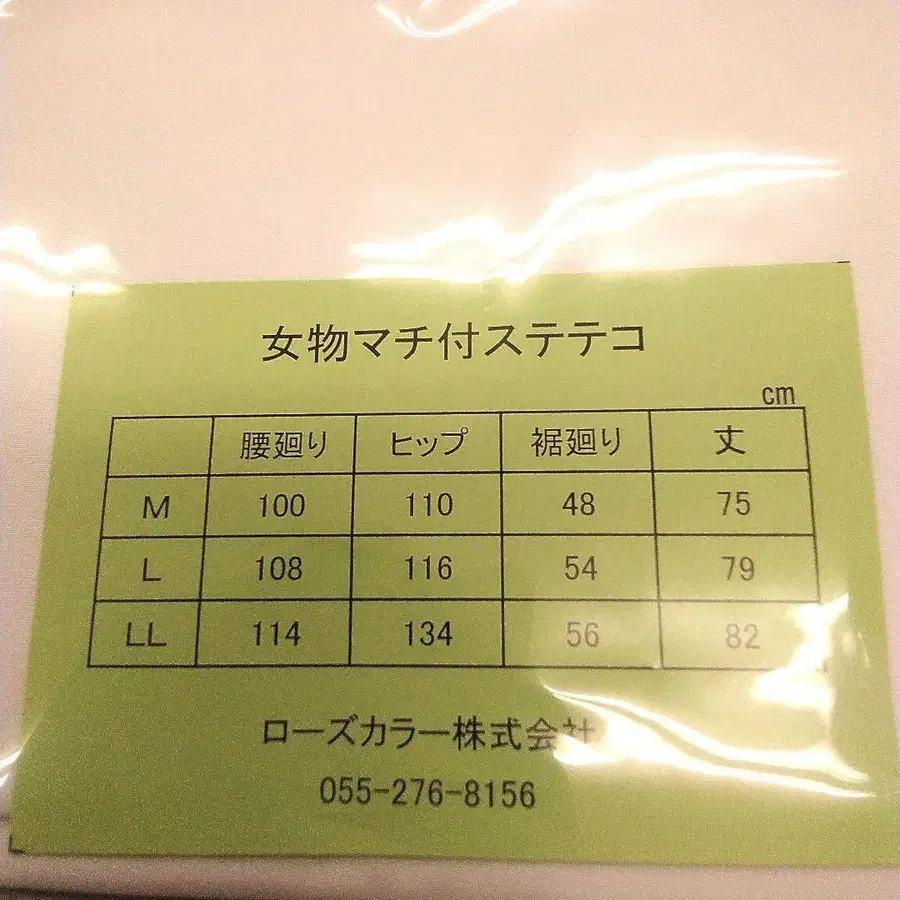 女物マチ付ステテコ
cm
腰廻り ヒップ 裾廻り 丈
M 100 110 48 75
L 108 116 54 79
LL 114 134 56 82
ローズカラー株式会社
055-276-8156